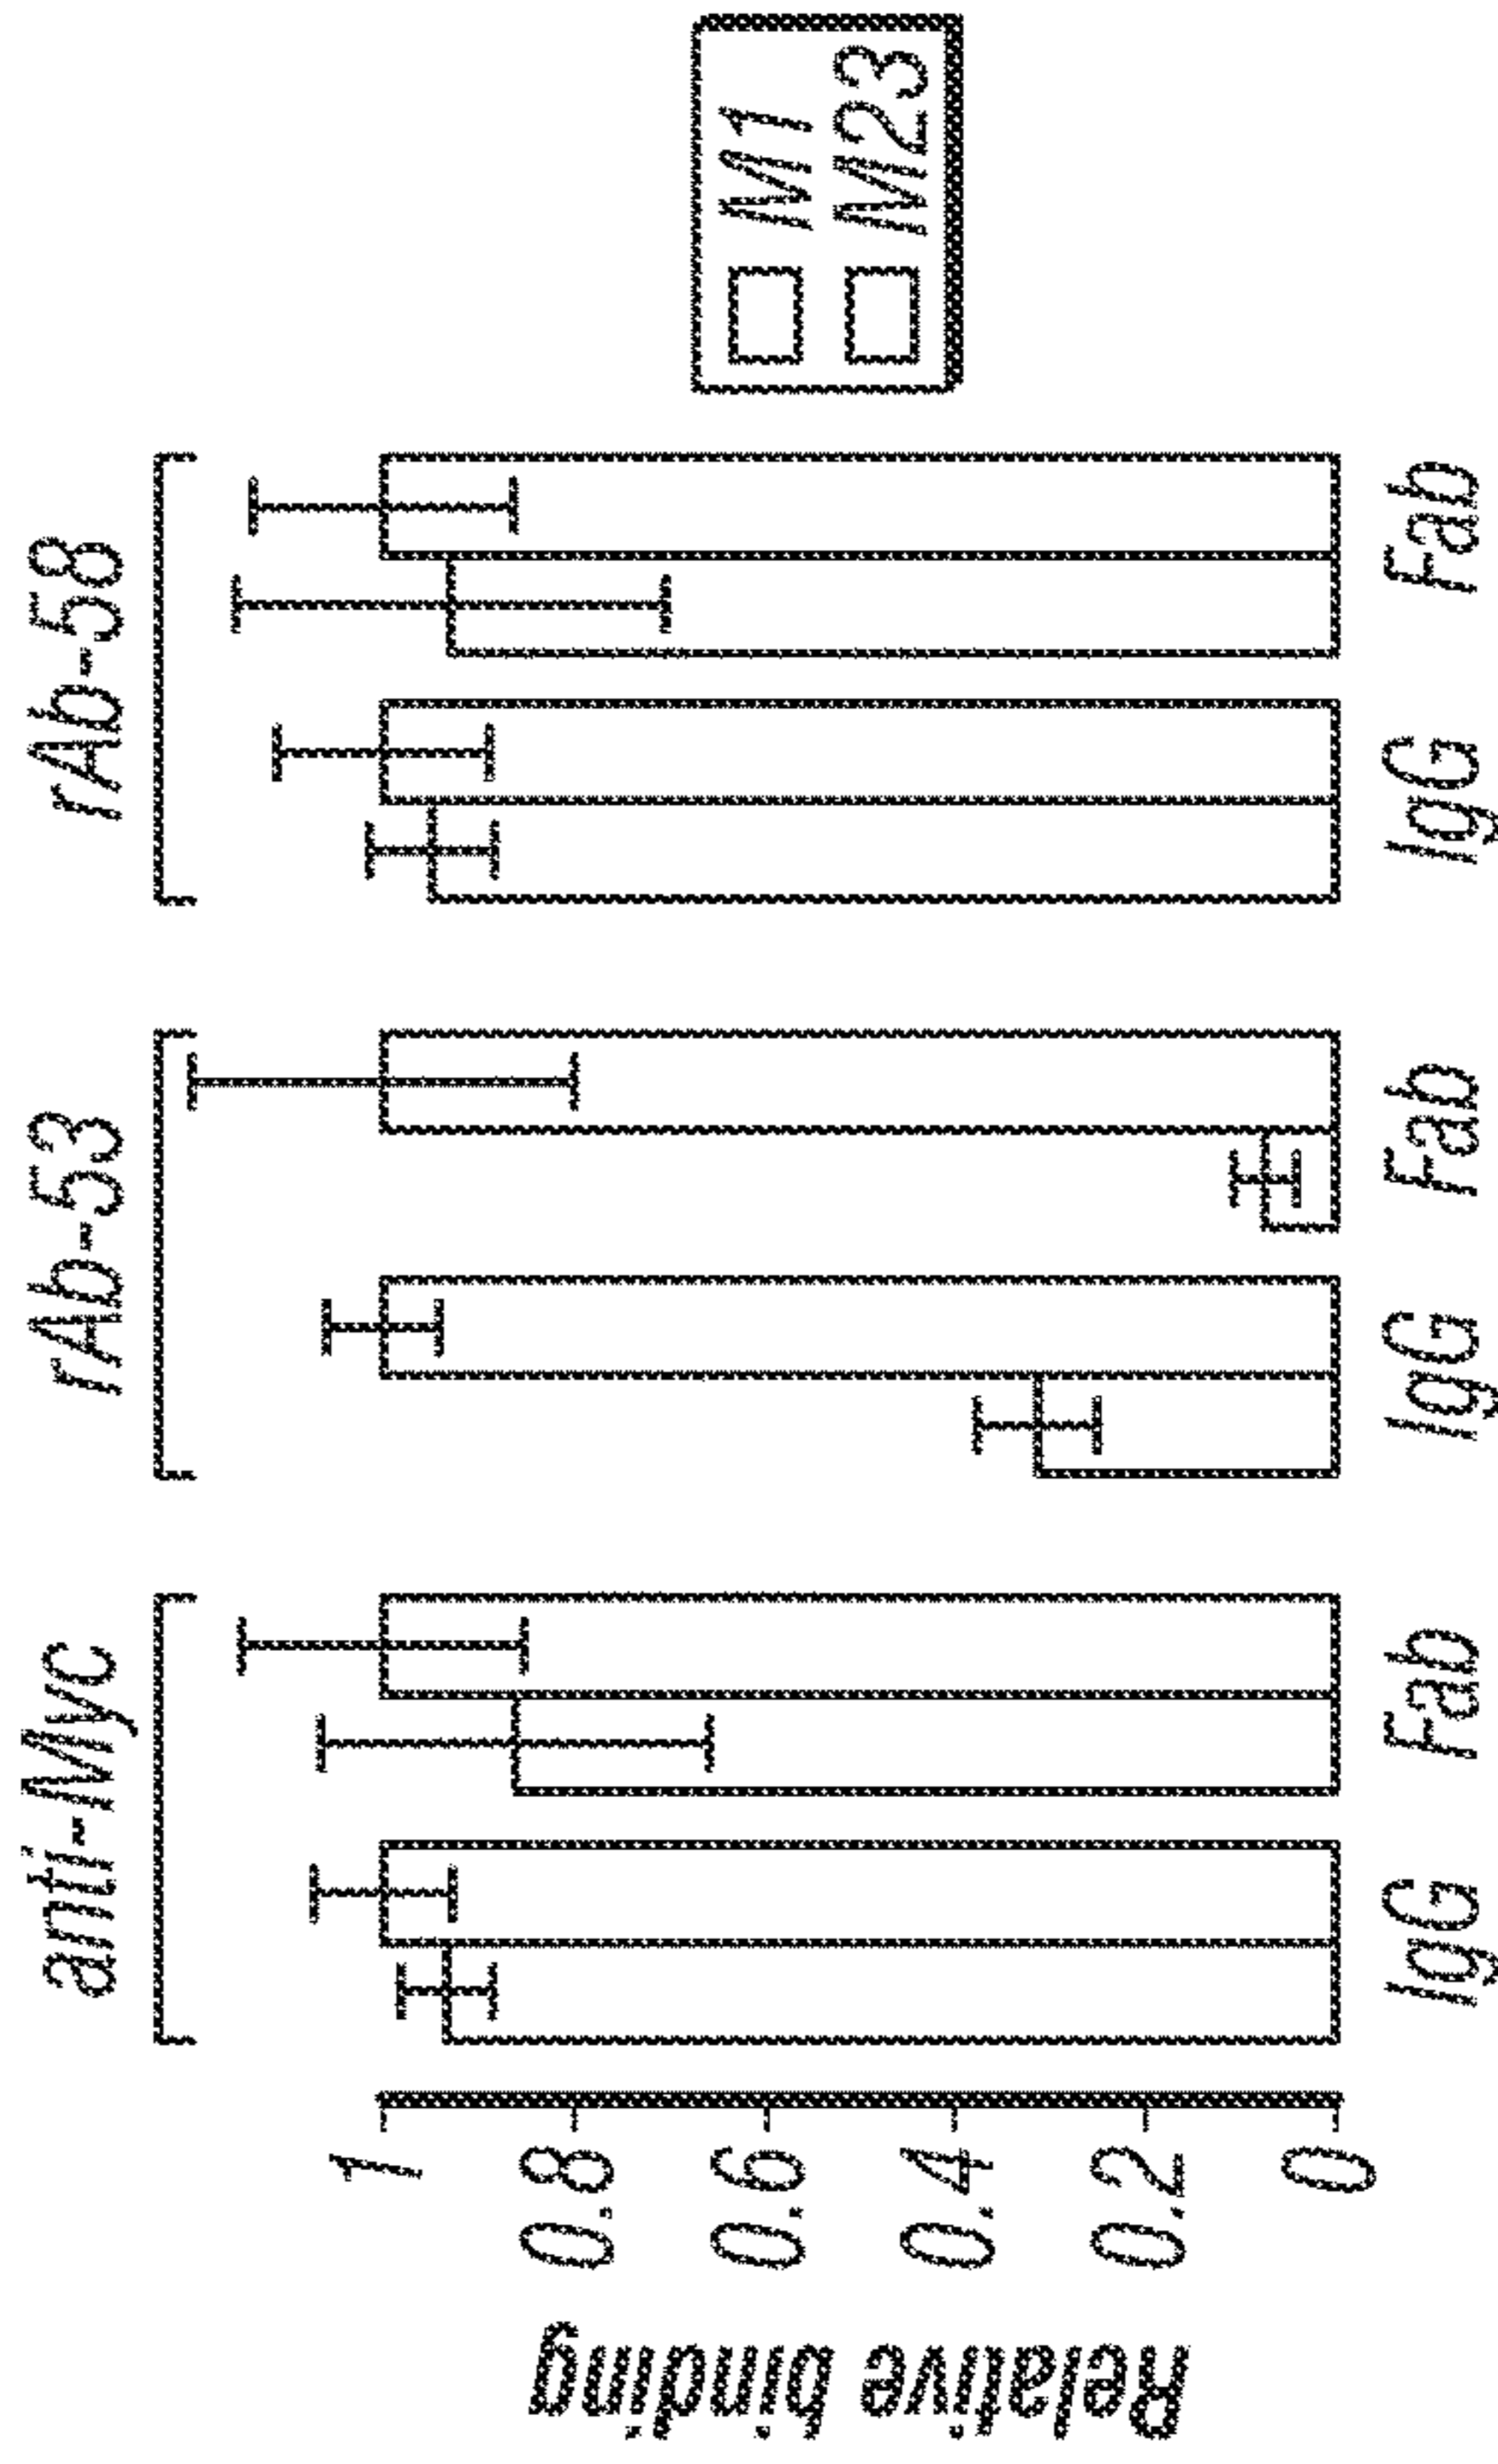 anti-Myc
rAb-53
rAb-58
Relative binding
1
0.8
0.6
0.4
0.2
0
IgG
Fab
IgG
Fab
IgG
Fab
M1
M23